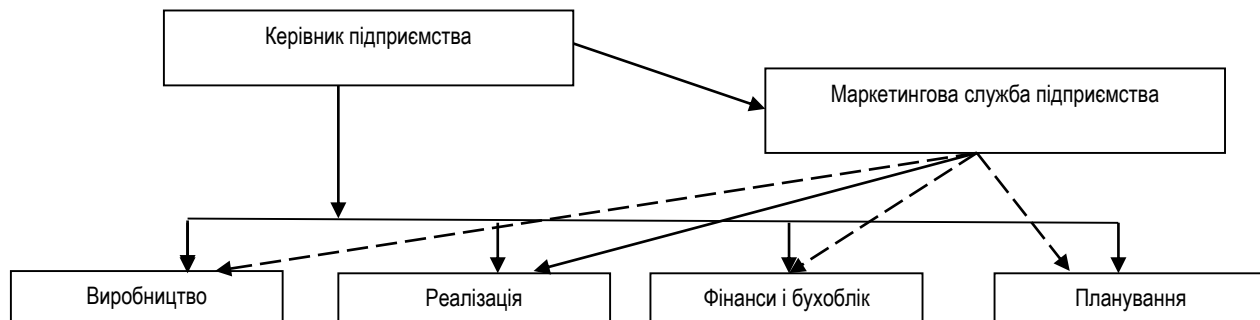 Керівник підприємства
Маркетингова служба підприємства
Виробництво
Реалізація
Фінанси і бухоблік
Планування